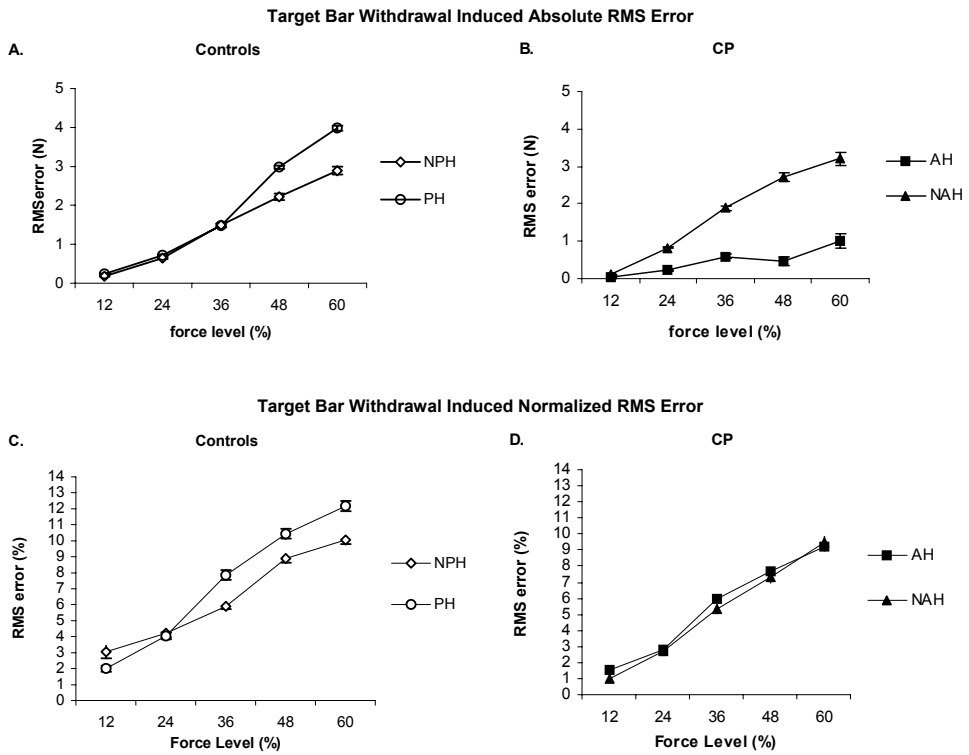 Target Bar Withdrawal Induced Absolute RMS Error
A.
Controls
5
4
3
2
1
0
RMSerror (N)
12 24 36 48 60
force level (%)
NPH
PH
B.
CP
5
4
3
2
1
0
RMS error (N)
12 24 36 48 60
force level (%)
AH
NAH
Target Bar Withdrawal Induced Normalized RMS Error
C.
Controls
14
13
12
11
10
9
8
7
6
5
4
3
2
1
0
RMS error (%)
12 24 36 48 60
Force Level (%)
NPH
PH
D.
CP
14
13
12
11
10
9
8
7
6
5
4
3
2
1
0
RMS error (%)
12 24 36 48 60
Force Level (%)
AH
NAH